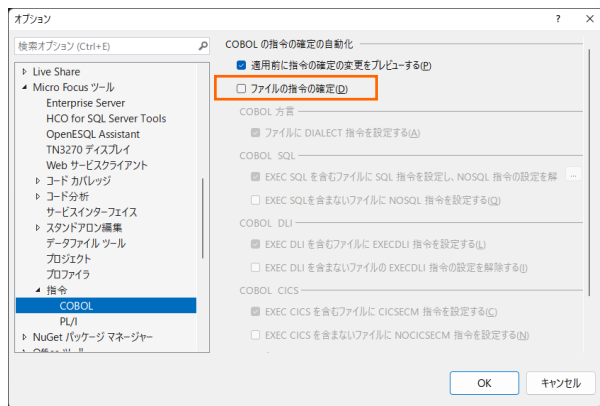 オプション ? ×
検索オプション (Ctrl+E)
Live Share
Micro Focus ツール
Enterprise Server
HCO for SQL Server Tools
OpenESQL Assistant
TN3270 ディスプレイ
Web サービスクライアント
コード カバレッジ
コード分析
サービスインターフェイス
スタンドアロン編集
データファイル ツール
プロジェクト
プロファイラ
指令
COBOL
PL/I
NuGet パッケージ マネージャー
COBOL の指令の確定の自動化
適用前に指令の確定の変更をプレビューする(P)
ファイルの指令の確定(D)
COBOL 方言
ファイルに DIALECT 指令を設定する(A)
COBOL SQL
EXEC SQL を含むファイルに SQL 指令を設定し、NOSQL 指令の設定を解 ...
EXEC SQLを含まないファイルに NOSQL 指令を設定する(Q)
COBOL DLI
EXEC DLI を含むファイルに EXECDLI 指令を設定する(L)
EXEC DLI を含まないファイルの EXECDLI 指令の設定を解除する(I)
COBOL CICS
EXEC CICS を含むファイルに CICSECM 指令を設定する(C)
EXEC CICS を含まないファイルに NOCICSECM 指令を設定する(N)
OK
キャンセル